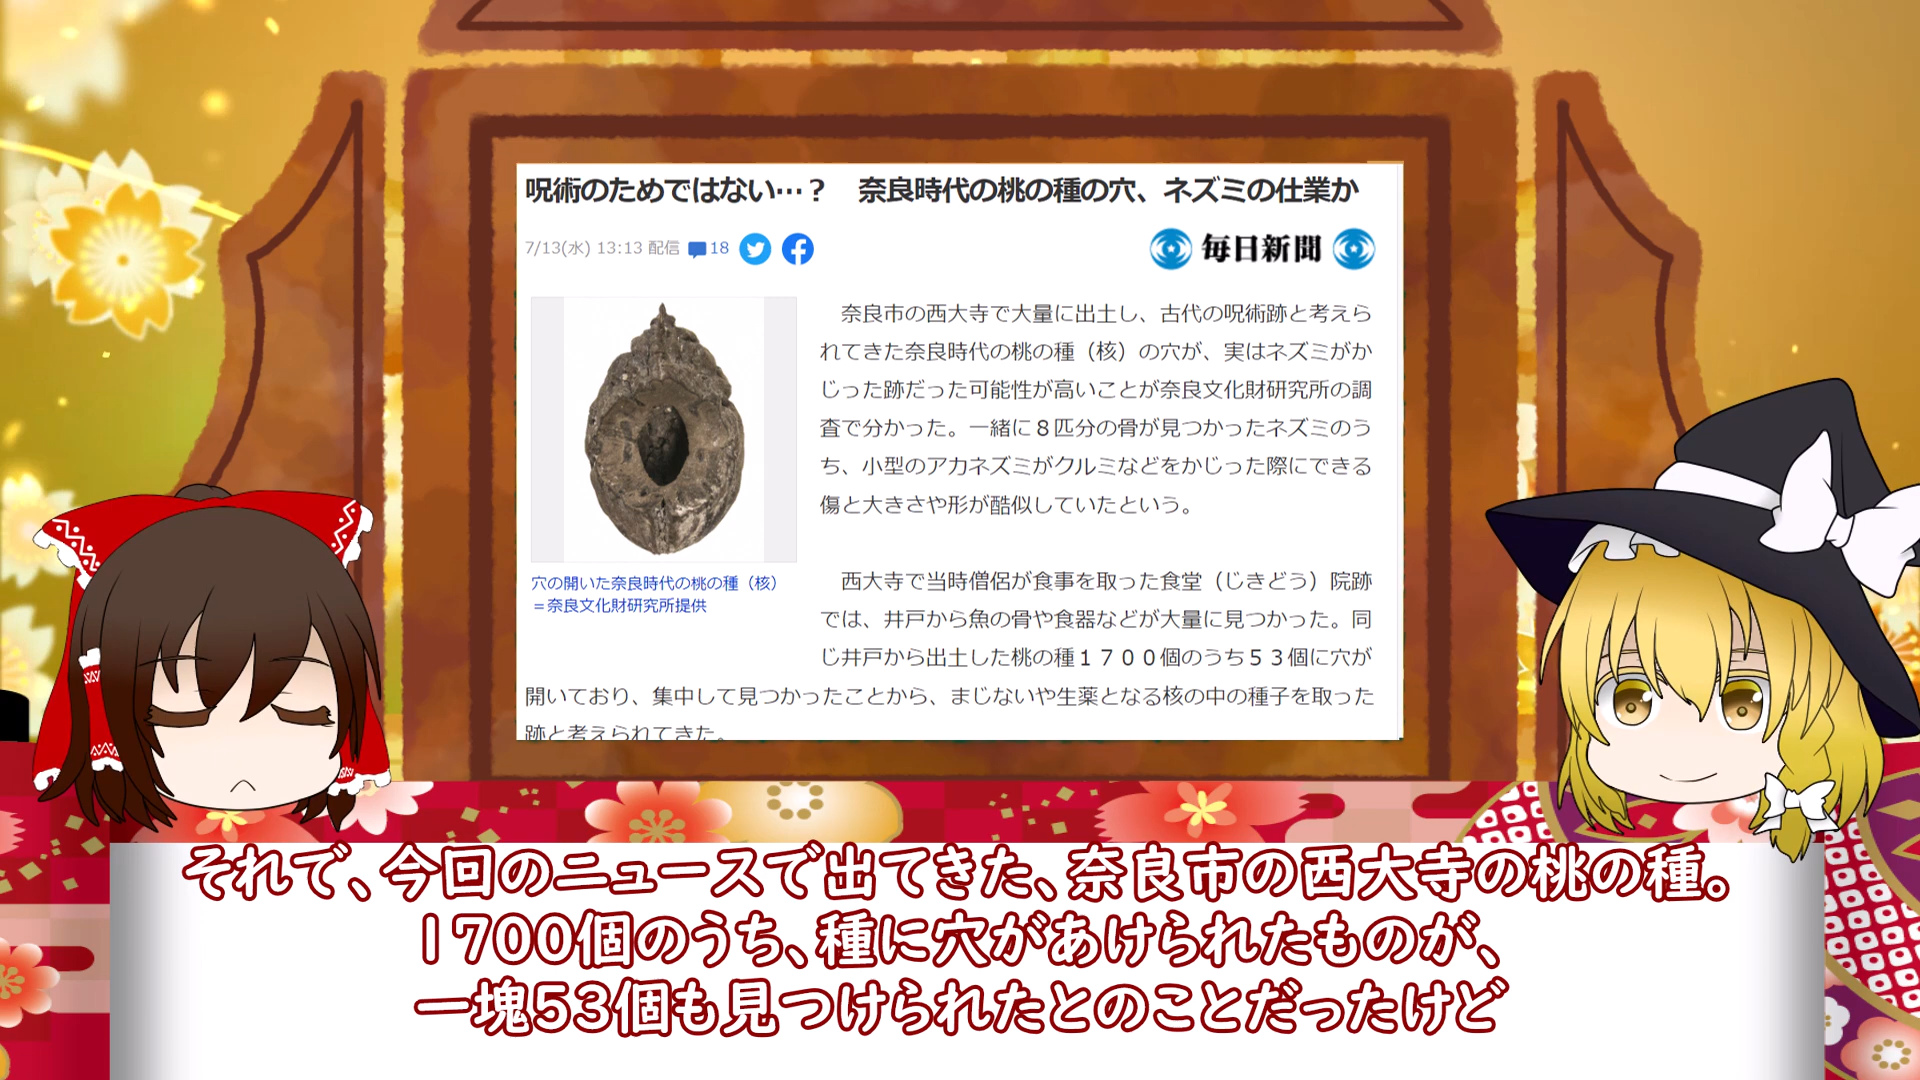 呪術のためではない…？　奈良時代の桃の種の穴、ネズミの仕業か
7/13(水) 13:13 配信 18
毎日新聞
奈良市の西大寺で大量に出土し、古代の呪術跡と考えら
れてきた奈良時代の桃の種（核）の穴が、実はネズミがか
じった跡だった可能性が高いことが奈良文化財研究所の調
査で分かった。一緒に８匹分の骨が見つかったネズミのう
ち、小型のアカネズミがクルミなどをかじった際にできる
傷と大きさや形が酷似していたという。
穴の開いた奈良時代の桃の種（核）
＝奈良文化財研究所提供
西大寺で当時僧侶が食事を取った食堂（じきどう）院跡
では、井戸から魚の骨や食器などが大量に見つかった。同
じ井戸から出土した桃の種１７００個のうち５３個に穴が
開いており、集中して見つかったことから、まじないや生薬となる核の中の種子を取った
跡と考えられてきた。
それで、今回のニュースで出てきた、奈良市の西大寺の桃の種。
1700個のうち、種に穴があけられたものが、
一塊53個も見つけられたとのことだったけど